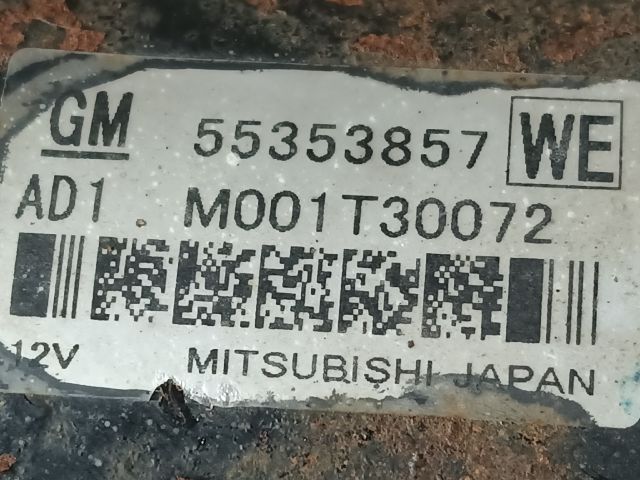 GM 55353857 WE
AD1 M001T30072
12V MITSUBISHI JAPAN